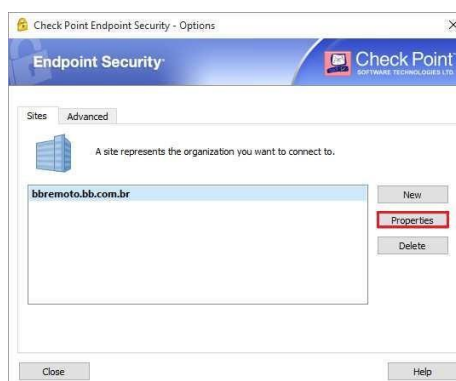 Check Point Endpoint Security - Options
Endpoint Security
Check Point
SOFTWARE TECHNOLOGIES LTD.
Sites Advanced
A site represents the organization you want to connect to.
bbremoto.bb.com.br
New
Properties
Delete
Close Help